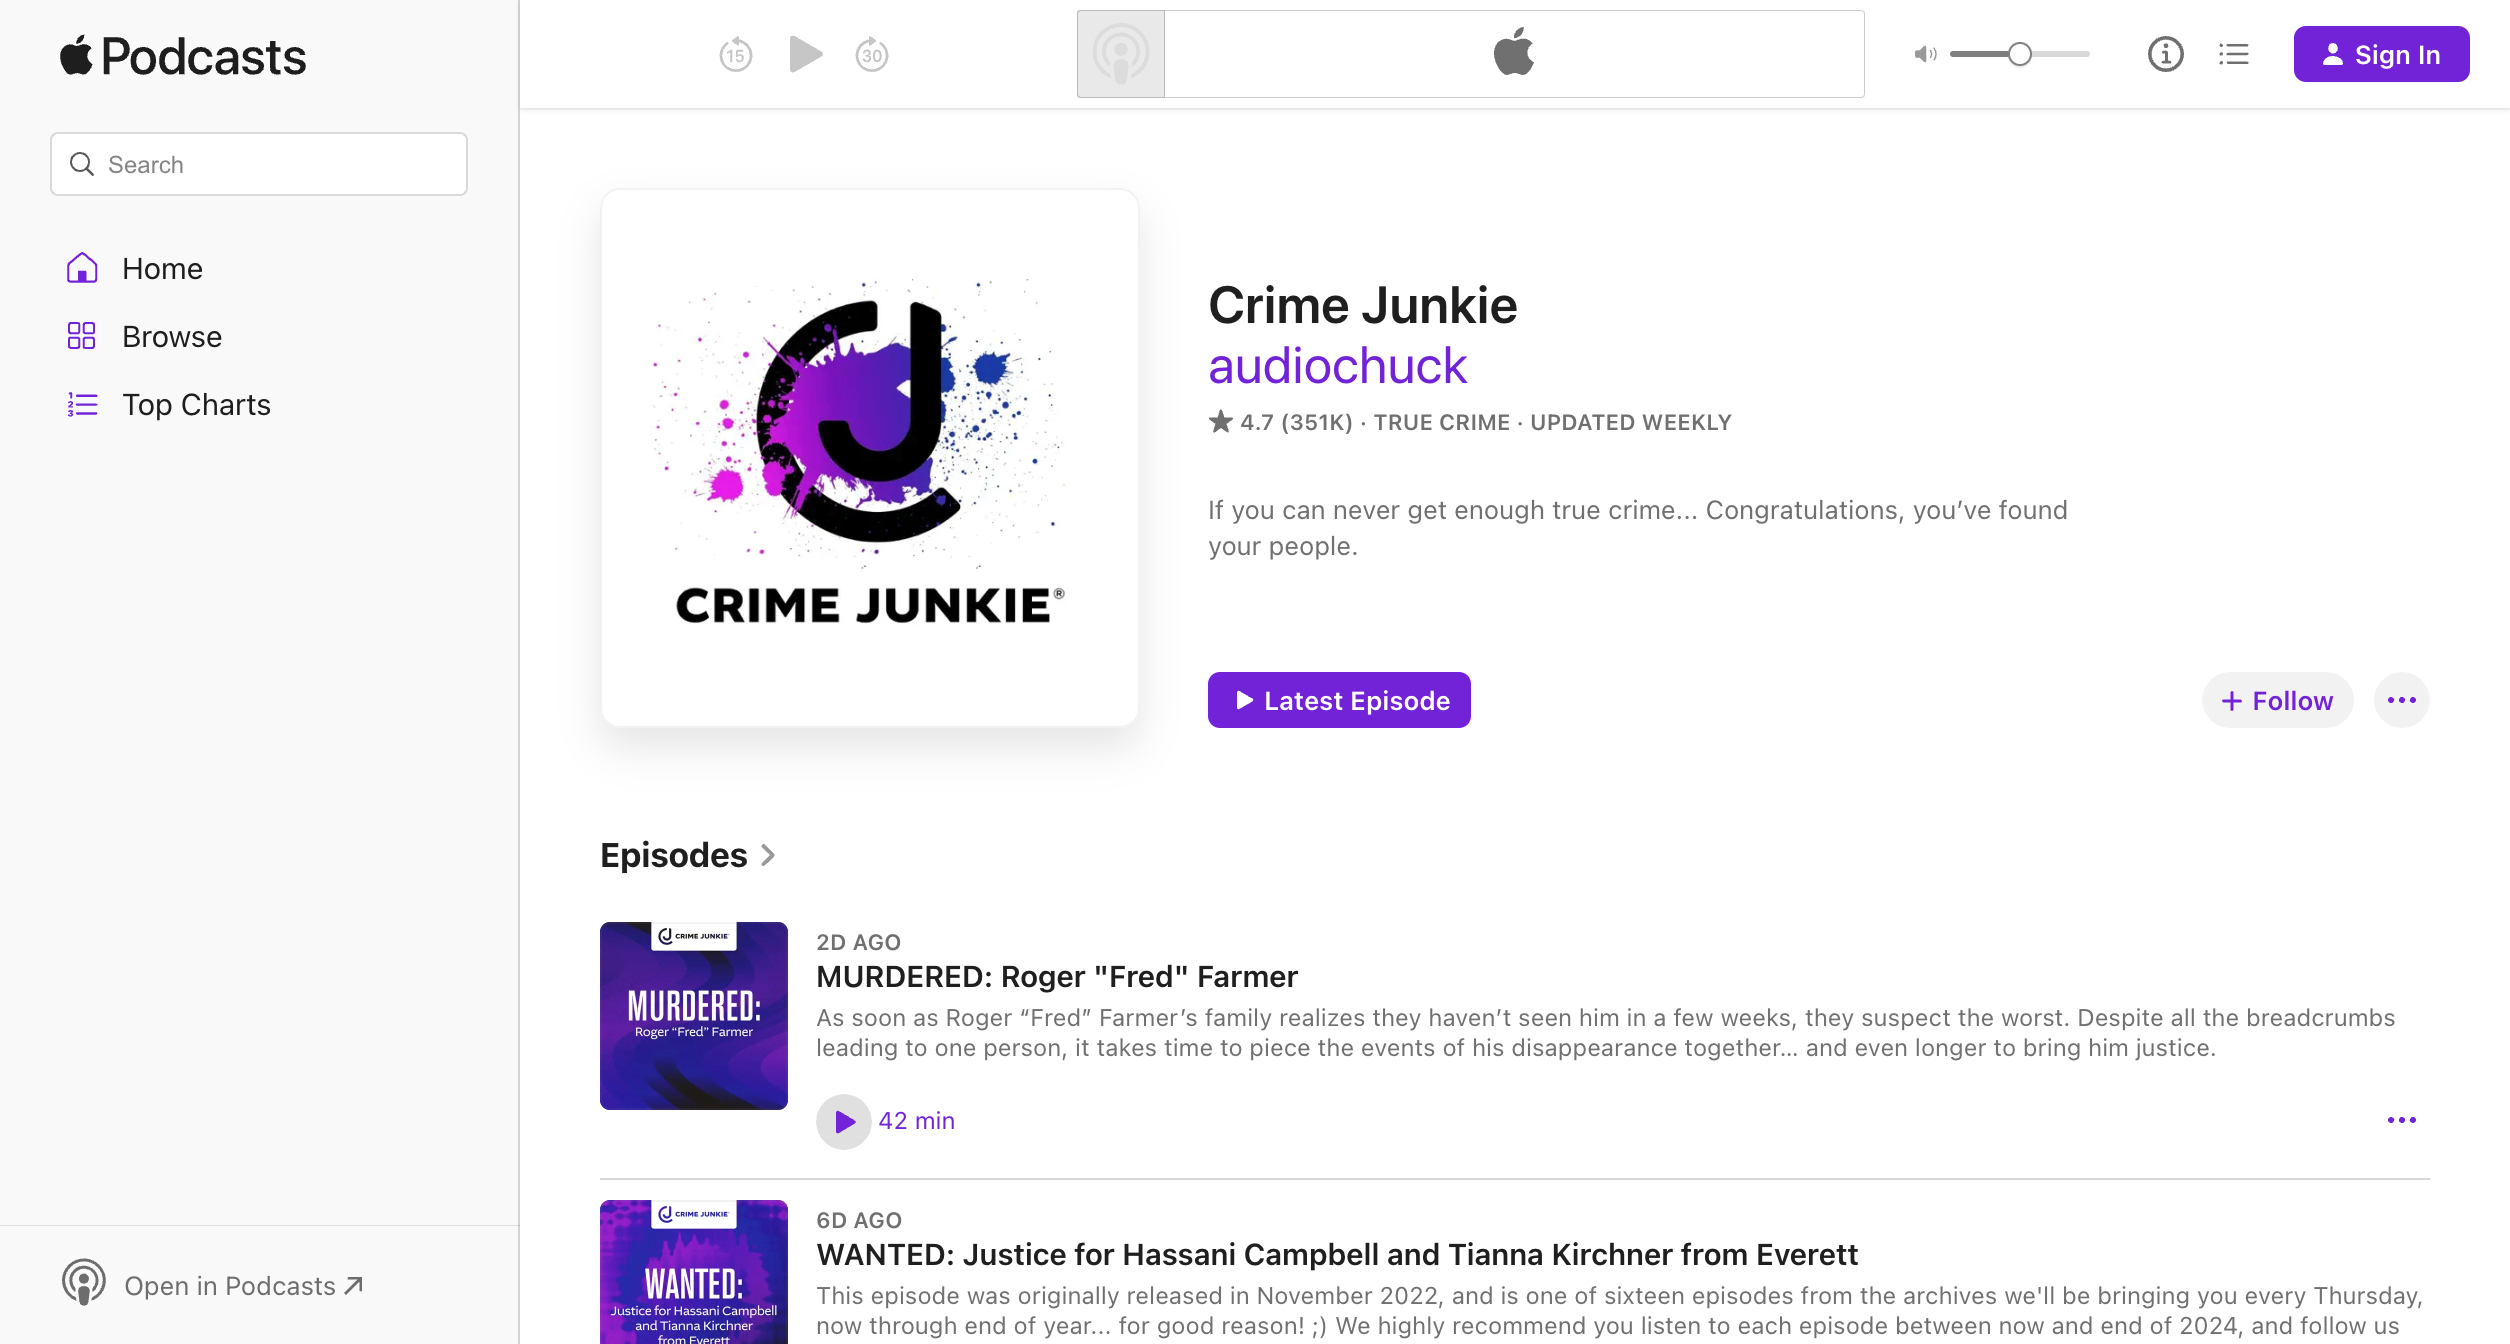 Podcasts
Search
Home
Browse
Top Charts
Open in Podcasts
15
30
Sign In
CRIME JUNKIE®
Crime Junkie
audiochuck
★ 4.7 (351K) · TRUE CRIME · UPDATED WEEKLY
If you can never get enough true crime... Congratulations, you’ve found
your people.
Latest Episode
+ Follow
Episodes
CRIME JUNKIE
MURDERED:
Roger “Fred” Farmer
2D AGO
MURDERED: Roger "Fred" Farmer
As soon as Roger “Fred” Farmer’s family realizes they haven’t seen him in a few weeks, they suspect the worst. Despite all the breadcrumbs
leading to one person, it takes time to piece the events of his disappearance together… and even longer to bring him justice.
42 min
CRIME JUNKIE
WANTED:
Justice for Hassani Campbell
and Tianna Kirchner
from Everett
6D AGO
WANTED: Justice for Hassani Campbell and Tianna Kirchner from Everett
This episode was originally released in November 2022, and is one of sixteen episodes from the archives we'll be bringing you every Thursday,
now through end of year... for good reason! ;) We highly recommend you listen to each episode between now and end of 2024, and follow us